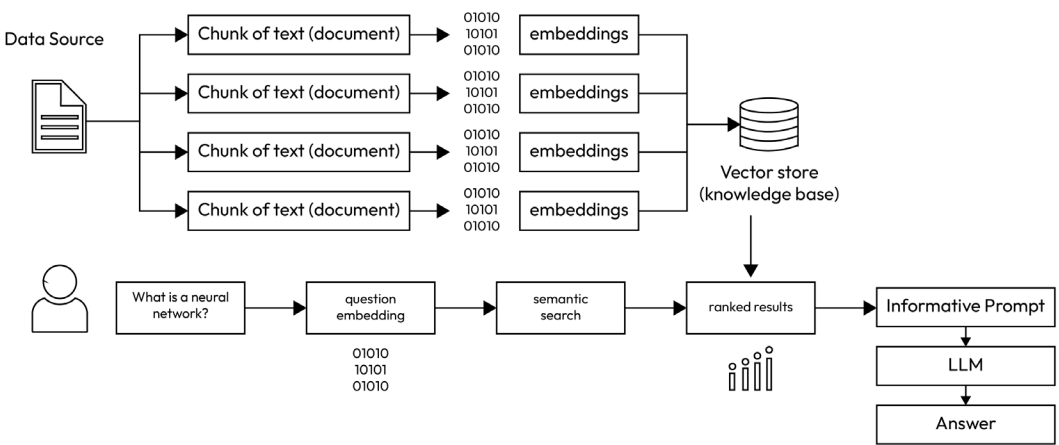 Data Source
Chunk of text (document)
01010
10101
01010
embeddings
Chunk of text (document)
01010
10101
01010
embeddings
Chunk of text (document)
01010
10101
01010
embeddings
Chunk of text (document)
01010
10101
01010
embeddings
Vector store
(knowledge base)
What is a neural
network?
question
embedding
01010
10101
01010
semantic
search
ranked results
Informative Prompt
LLM
Answer